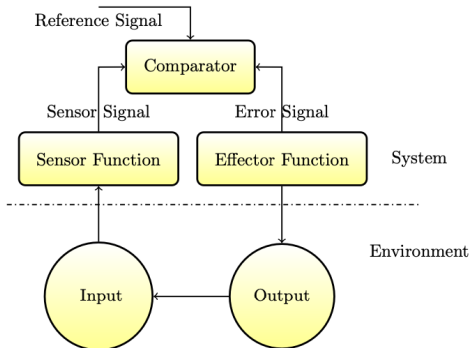 Reference Signal
Comparator
Sensor Signal
Error Signal
Sensor Function
Effector Function
System
Environment
Input
Output